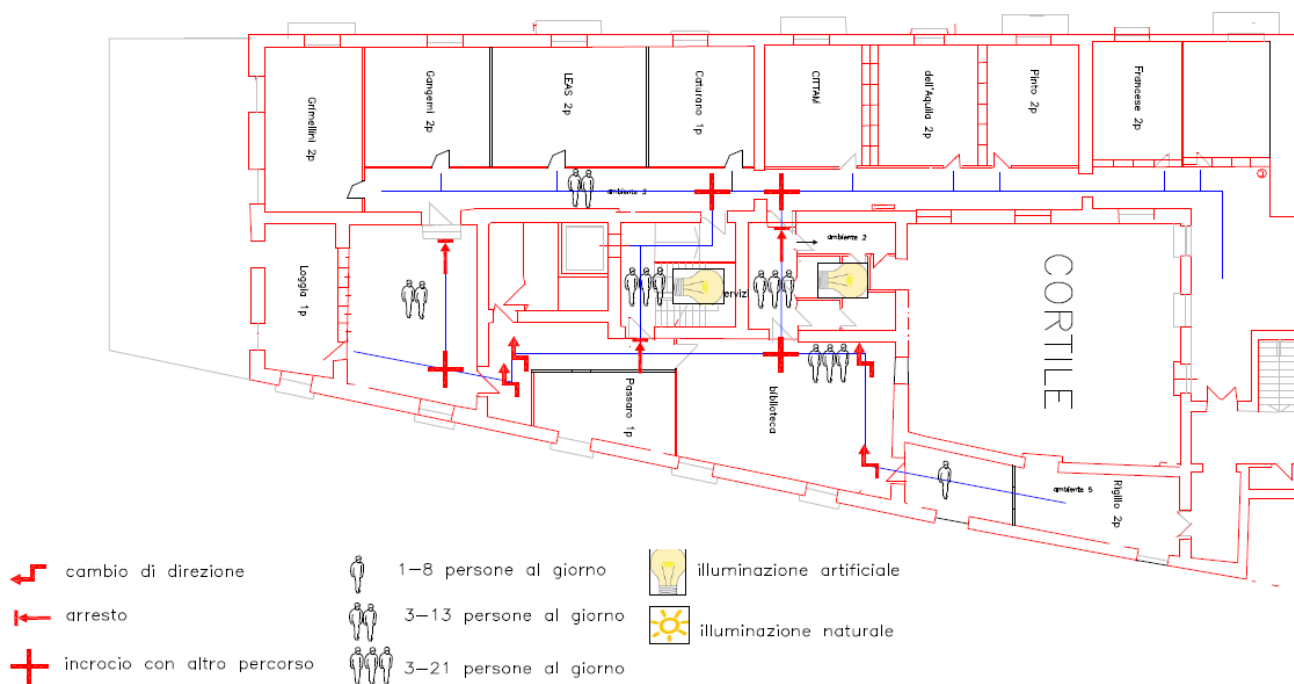 Grimellini 2p
Gangemi 2p
LEAS 2p
Caturano 1p
CITTAM
dell'Aquila 2p
Pinto 2p
Francese 2p
ambiente 3
Loggia 1p
ambiente 2
ervizi
CORTILE
Passaro 1p
biblioteca
ambiente 5
Rigillo 2p
cambio di direzione
1-8 persone al giorno
illuminazione artificiale
arresto
3-13 persone al giorno
illuminazione naturale
incrocio con altro percorso
3-21 persone al giorno